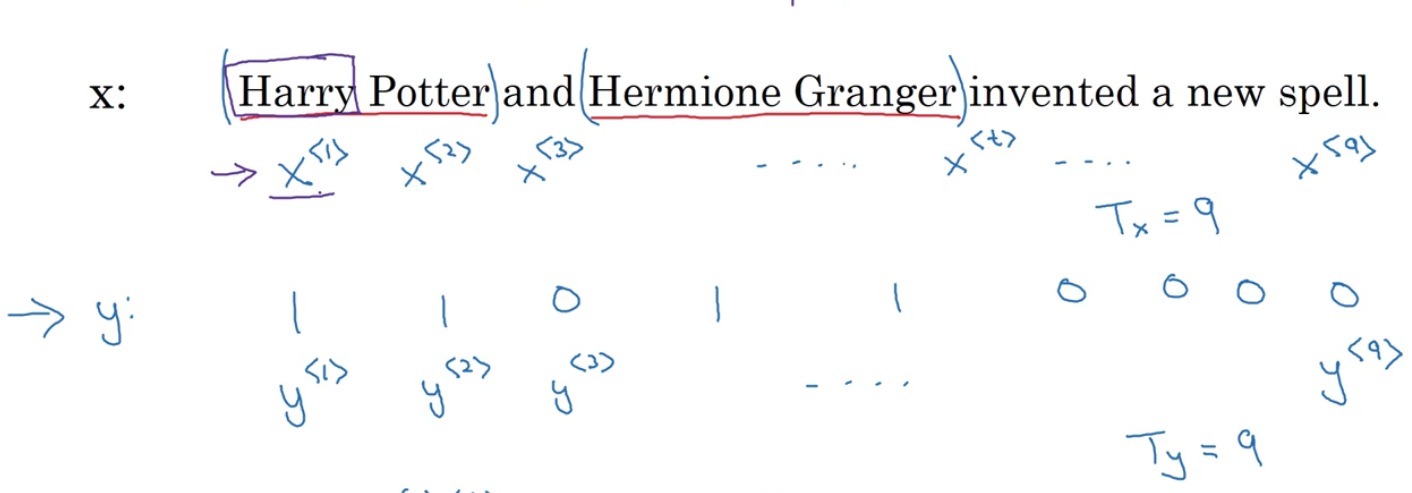 x: Harry Potter and Hermione Granger invented a new spell.
→ x<1> x<2> x<3> ..... x<t> .... x<9>
Tx = 9
→ y: 1 1 0 1 1 0 0 0 0
y<1> y<2> y<3> .... y<9>
Ty = 9